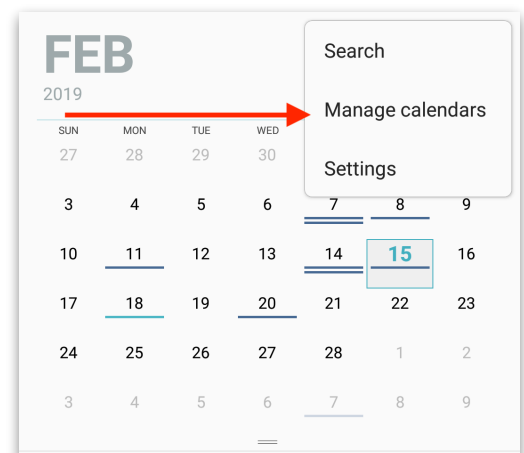 FEB
2019
Search
Manage calendars
Settings
SUN MON TUE WED
27 28 29 30
3 4 5 6 7 8 9
10 11 12 13 14 15 16
17 18 19 20 21 22 23
24 25 26 27 28 1 2
3 4 5 6 7 8 9